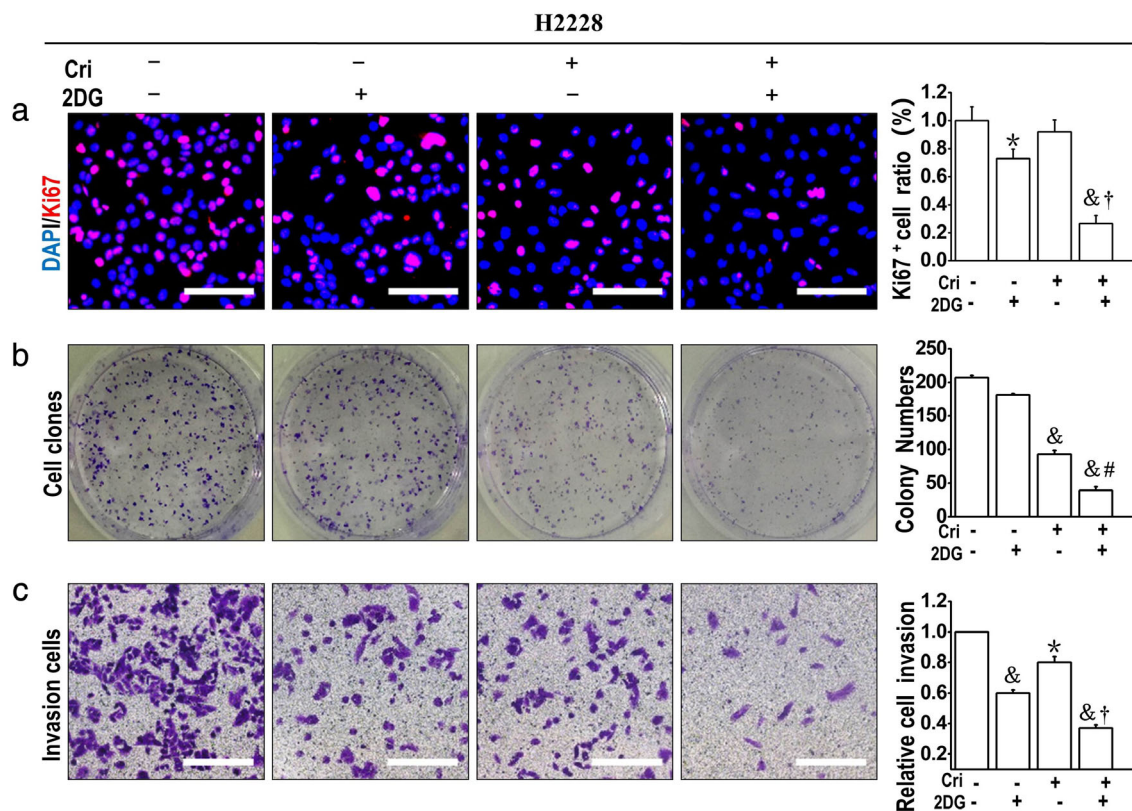 H2228
Cri – – + +
2DG – + – +
a
DAPI/Ki67
Ki67+ cell ratio (%)
1.2
1.0
0.8
0.6
0.4
0.2
0.0
*
& †
Cri - - + +
2DG - + - +
b
Cell clones
Colony Numbers
250
200
150
100
50
0
&
& #
Cri - - + +
2DG - + - +
c
Invasion cells
Relative cell invasion
1.2
1.0
0.8
0.6
0.4
0.2
&
*
& †
Cri - - + +
2DG - + - +